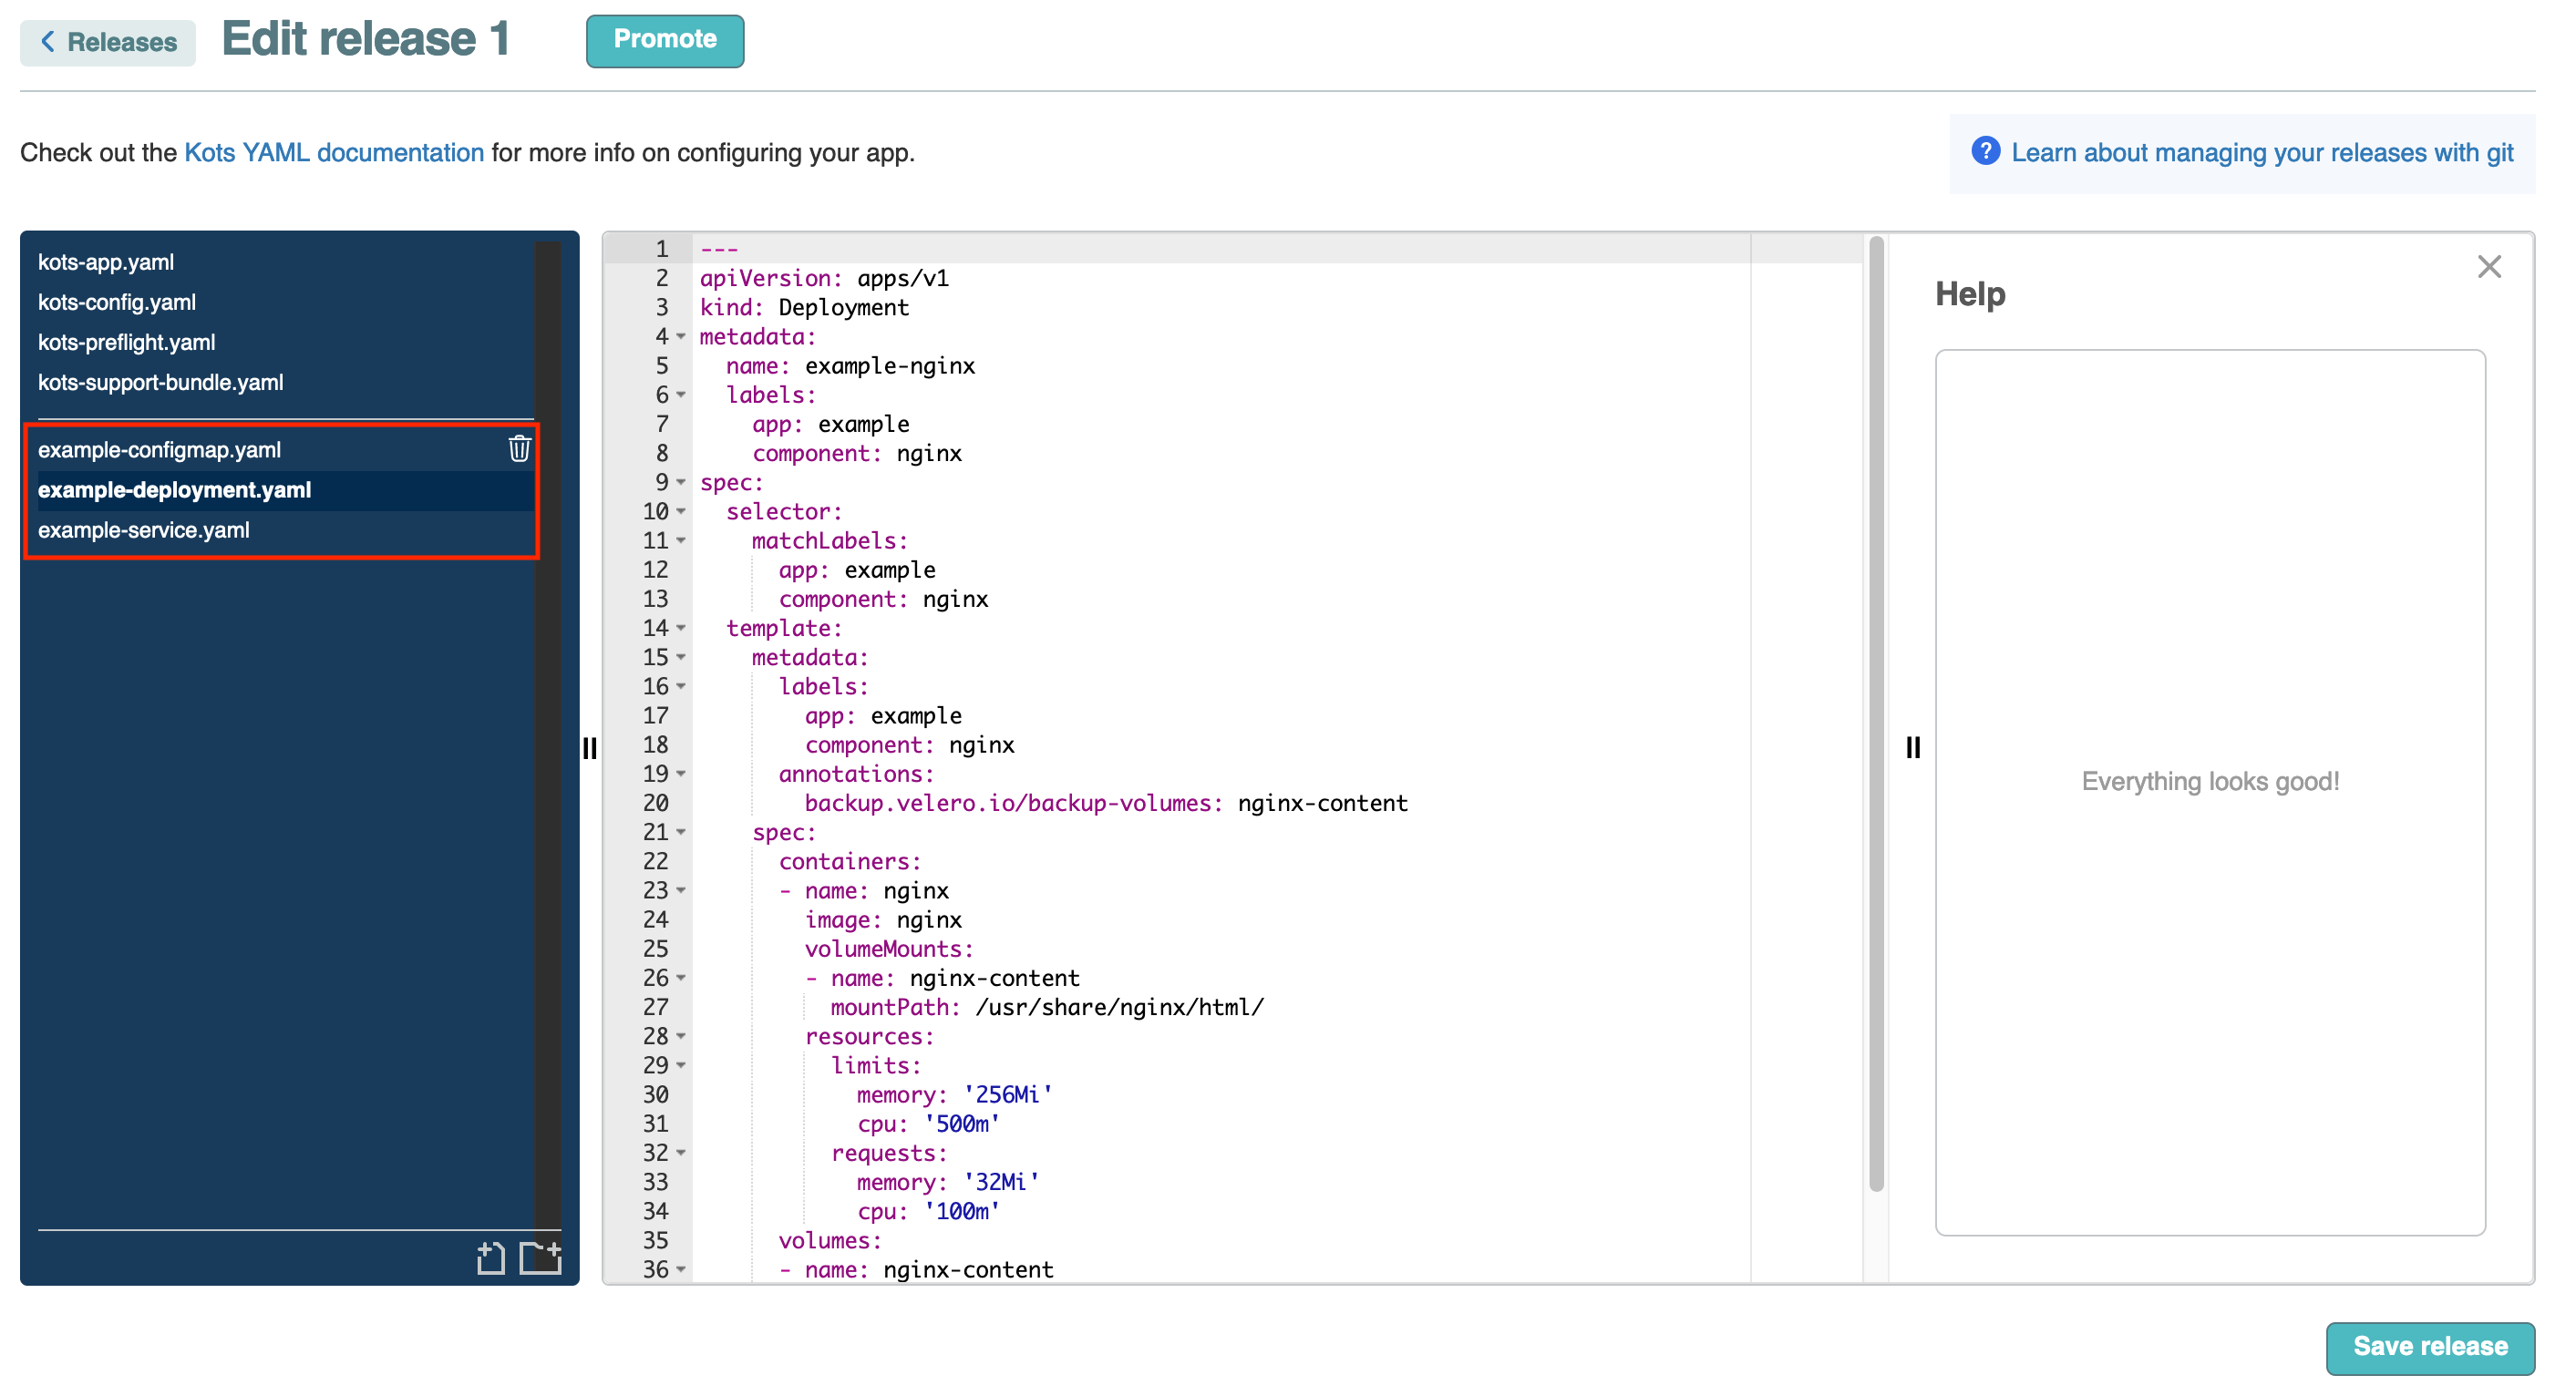 Releases
Edit release 1
Promote
Check out the Kots YAML documentation for more info on configuring your app.
? Learn about managing your releases with git
kots-app.yaml
kots-config.yaml
kots-preflight.yaml
kots-support-bundle.yaml
example-configmap.yaml
example-deployment.yaml
example-service.yaml
1 ---
2 apiVersion: apps/v1
3 kind: Deployment
4 metadata:
5   name: example-nginx
6   labels:
7     app: example
8     component: nginx
9 spec:
10   selector:
11     matchLabels:
12       app: example
13       component: nginx
14   template:
15     metadata:
16       labels:
17         app: example
18         component: nginx
19       annotations:
20         backup.velero.io/backup-volumes: nginx-content
21     spec:
22       containers:
23       - name: nginx
24         image: nginx
25         volumeMounts:
26         - name: nginx-content
27           mountPath: /usr/share/nginx/html/
28         resources:
29           limits:
30             memory: '256Mi'
31             cpu: '500m'
32           requests:
33             memory: '32Mi'
34             cpu: '100m'
35       volumes:
36       - name: nginx-content
Help
Everything looks good!
Save release